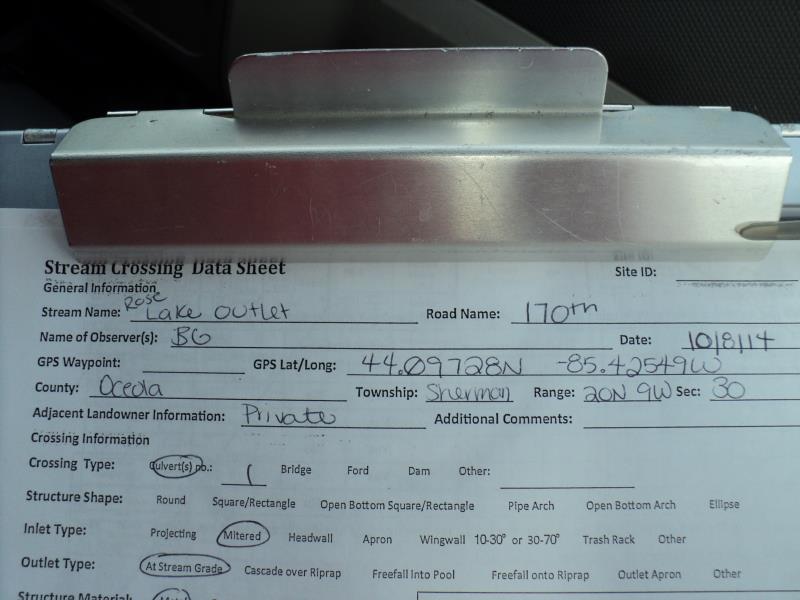 Stream Crossing Data Sheet Site ID:
General Information
Stream Name: Rose Lake Outlet Road Name: 170th
Name of Observer(s): BG Date: 10/8/14
GPS Waypoint: GPS Lat/Long: 44.09728N -85.42549W
County: Oceola Township: Sherman Range: 20N 9W Sec: 30
Adjacent Landowner Information: Private Additional Comments:
Crossing Information
Crossing Type: Culvert(s) no.: 1 Bridge Ford Dam Other:
Structure Shape: Round Square/Rectangle Open Bottom Square/Rectangle Pipe Arch Open Bottom Arch Ellipse
Inlet Type: Projecting Mitered Headwall Apron Wingwall 10-30° or 30-70° Trash Rack Other
Outlet Type: At Stream Grade Cascade over Riprap Freefall Into Pool Freefall onto Riprap Outlet Apron Other
Structure Material: Metal